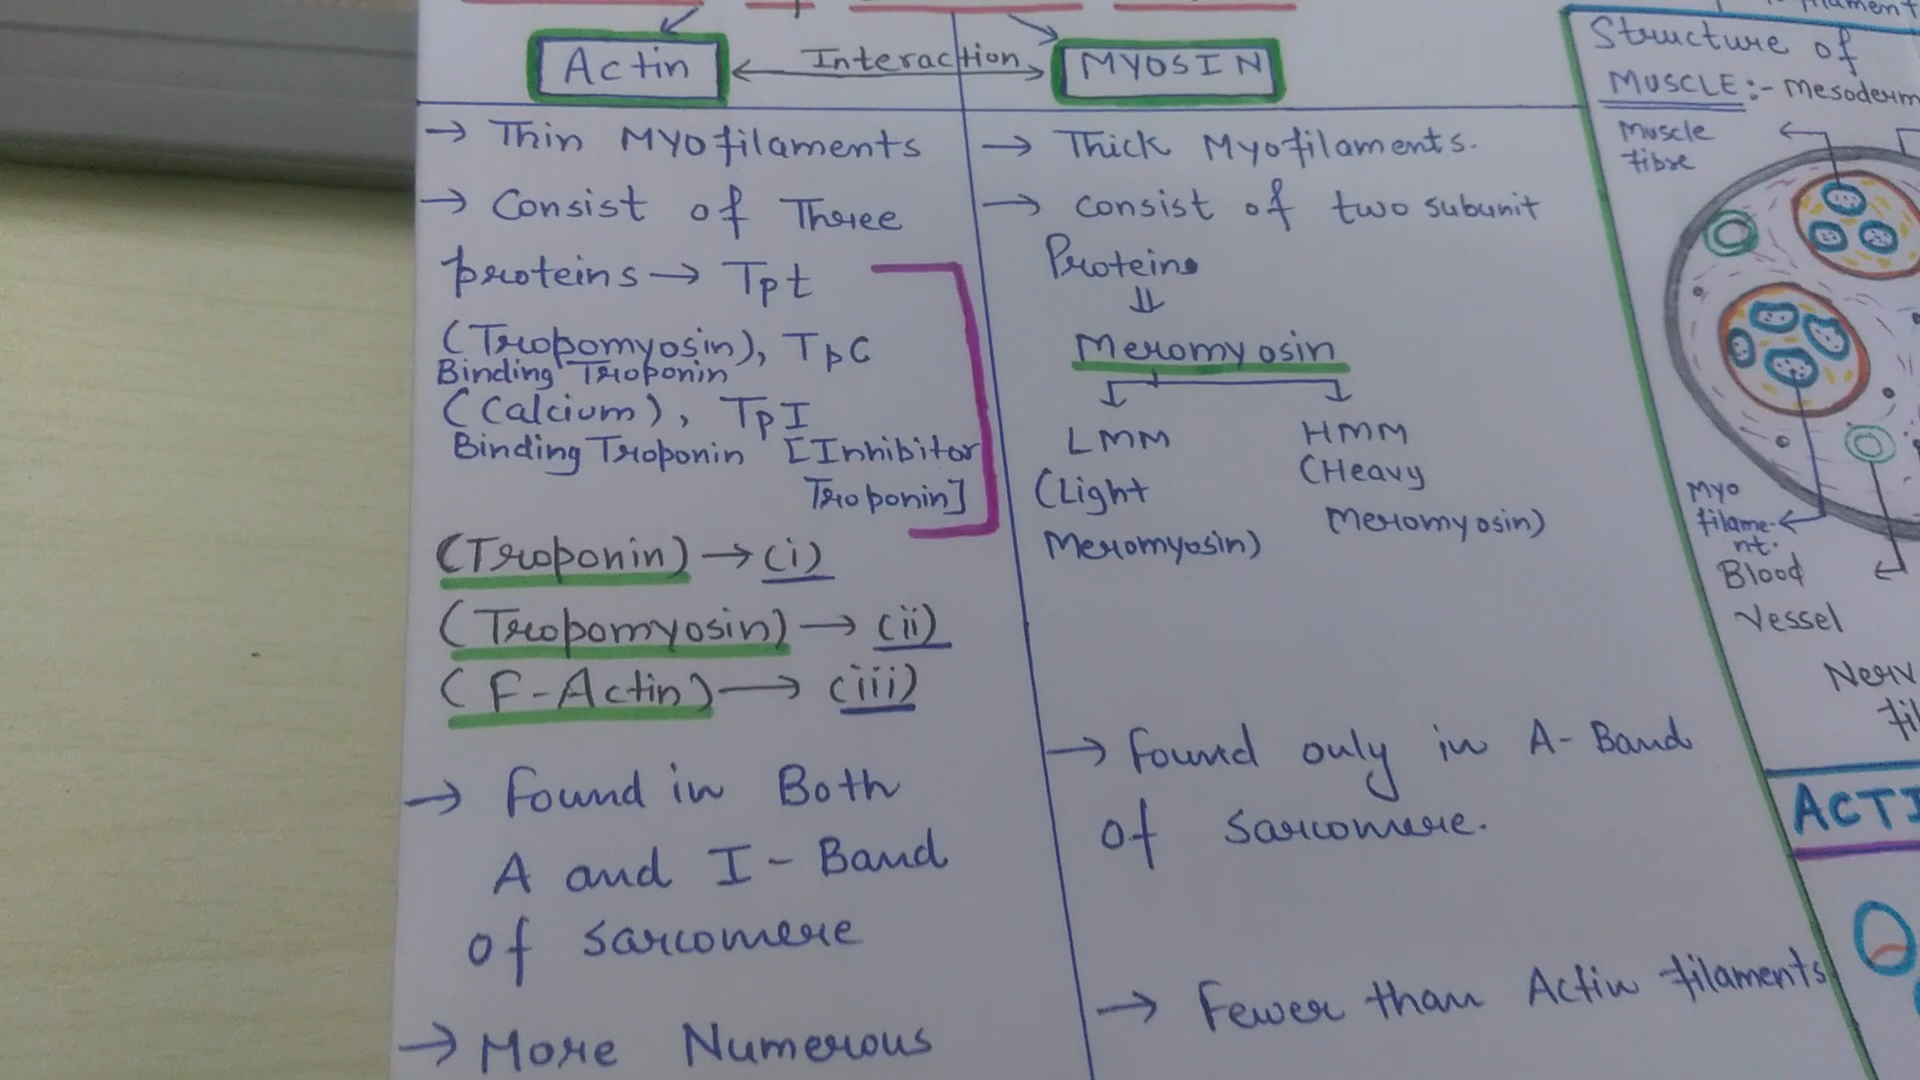 Actin
Interaction
MYOSIN
→ Thin Myofilaments
→ Consist of Three
proteins → Tpt
(Tropomyosin), TpC
Binding Troponin
(Calcium), TpI
Binding Troponin [Inhibitor
Troponin]
(Troponin) → (i)
(Tropomyosin) → (ii)
(F-Actin) → (iii)
→ Found in Both
A and I - Band
of sarcomere
→ More Numerous
→ Thick Myofilaments.
→ consist of two subunit
Proteins
⇓
Meromyosin
LMM
(Light
Meromyosin)
HMM
(Heavy
Meromyosin)
→ found only in A-Band
of sarcomere.
→ Fewer than Actin filaments
Structure of
MUSCLE :- Mesoderm
Muscle
fibre
Myo
filame-
nt.
Blood
Vessel